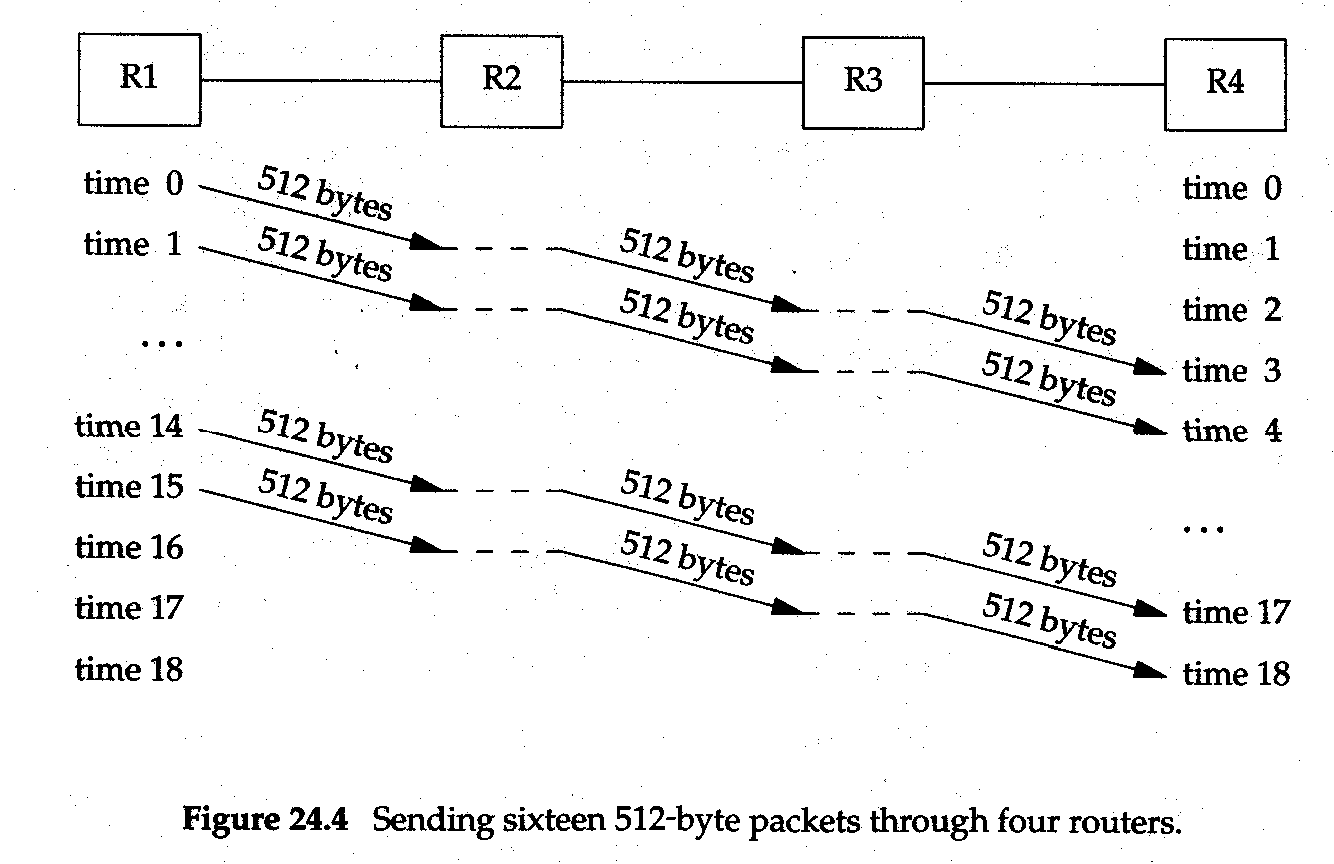 R1 R2 R3 R4
time 0 512 bytes time 0
time 1 512 bytes 512 bytes time 1
512 bytes 512 bytes time 2
... 512 bytes time 3
time 14 512 bytes time 4
time 15 512 bytes 512 bytes ...
time 16 512 bytes 512 bytes
time 17 512 bytes time 17
time 18 time 18
Figure 24.4 Sending sixteen 512-byte packets through four routers.